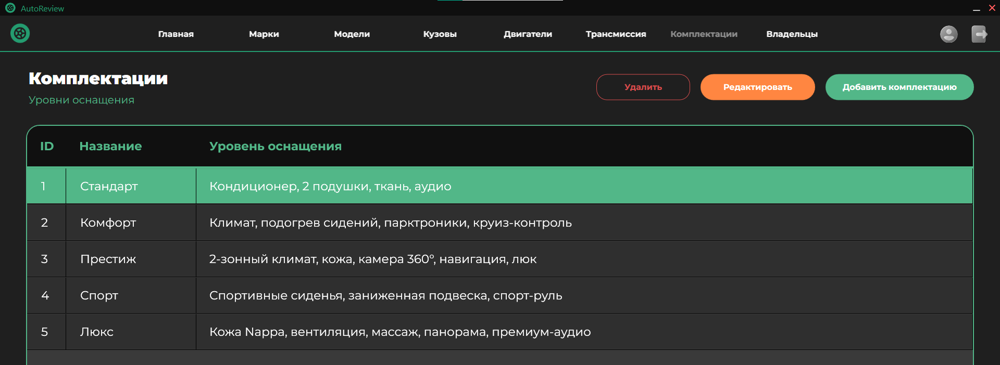 AutoReview
Главная Марки Модели Кузовы Двигатели Трансмиссия Комплектации Владельцы
Комплектации
Уровни оснащения
Удалить Редактировать Добавить комплектацию
ID Название Уровень оснащения
1 Стандарт Кондиционер, 2 подушки, ткань, аудио
2 Комфорт Климат, подогрев сидений, парктроники, круиз-контроль
3 Престиж 2-зонный климат, кожа, камера 360°, навигация, люк
4 Спорт Спортивные сиденья, заниженная подвеска, спорт-руль
5 Люкс Кожа Nappa, вентиляция, массаж, панорама, премиум-аудио